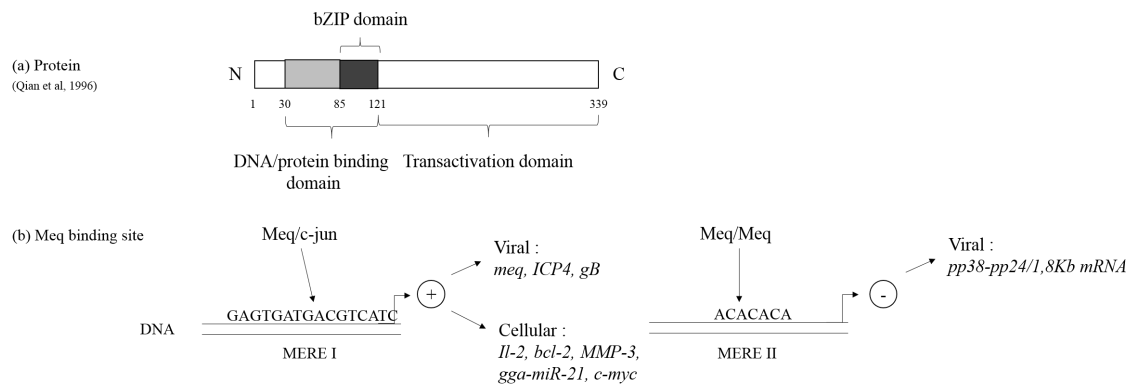 bZIP domain
(a) Protein
(Qian et al, 1996)
N
C
1 30 85 121 339
DNA/protein binding
domain
Transactivation domain
(b) Meq binding site
Meq/c-jun
Viral :
meq, ICP4, gB
+
GAGTGATGACGTCATC
DNA
MERE I
Cellular :
Il-2, bcl-2, MMP-3,
gga-miR-21, c-myc
Meq/Meq
Viral :
pp38-pp24/1,8Kb mRNA
-
ACACACA
MERE II